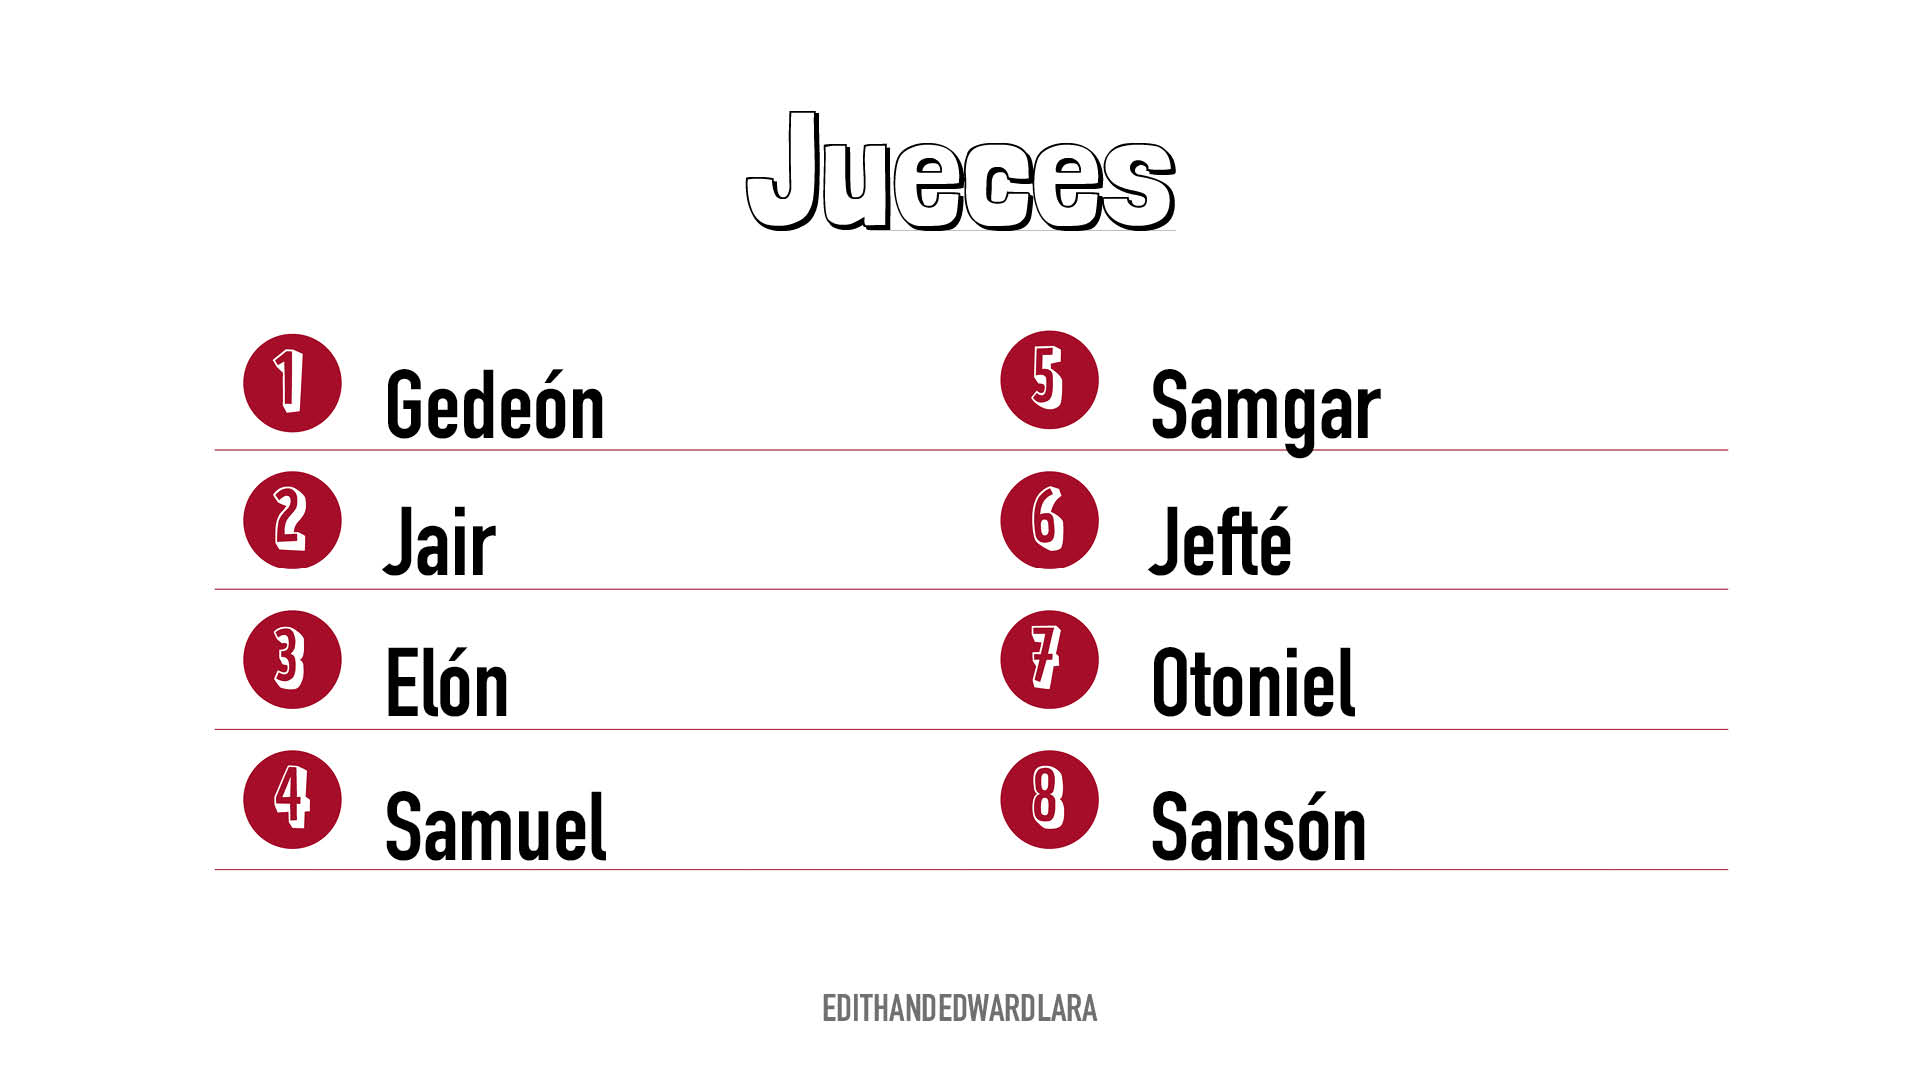 Jueces
1 Gedeón
2 Jair
3 Elón
4 Samuel
5 Samgar
6 Jefté
7 Otoniel
8 Sansón
EDITHANDEDWARDLARA